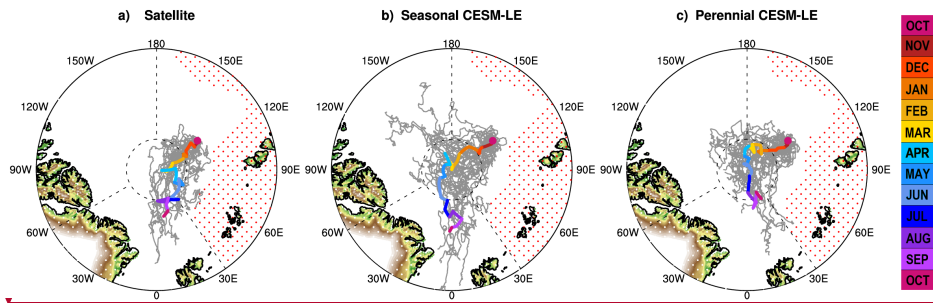 a) Satellite
b) Seasonal CESM-LE
c) Perennial CESM-LE
180
150W
150E
120W
120E
90W
90E
60W
60E
30W
30E
0
180
150W
150E
120W
120E
90W
90E
60W
60E
30W
30E
0
180
150W
150E
120W
120E
90W
90E
60W
60E
30W
30E
0
OCT
NOV
DEC
JAN
FEB
MAR
APR
MAY
JUN
JUL
AUG
SEP
OCT